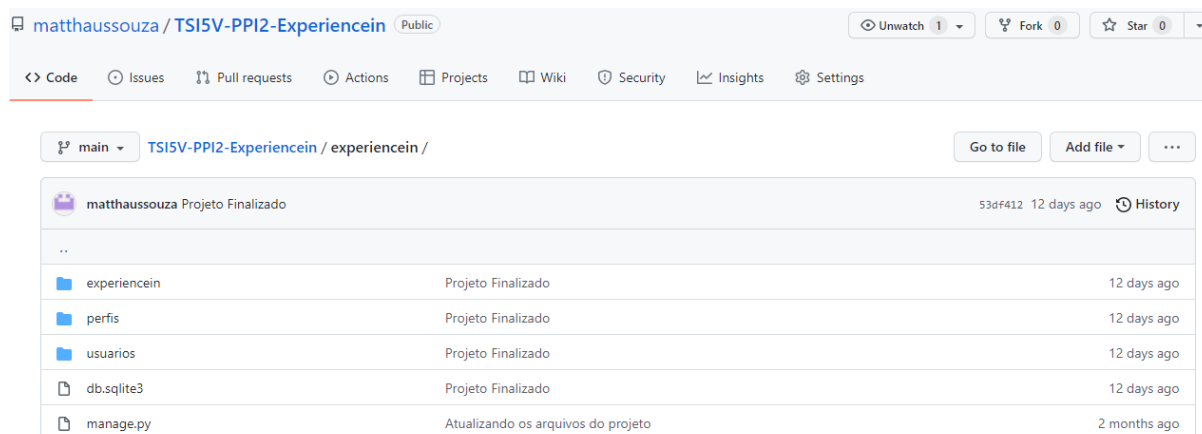 matthaussouza / TSI5V-PPI2-Experiencein Public Unwatch 1 Fork 0 Star 0
Code Issues Pull requests Actions Projects Wiki Security Insights Settings
main TSI5V-PPI2-Experiencein / experiencein / Go to file Add file ...
matthaussouza Projeto Finalizado 53df412 12 days ago History
..
experiencein Projeto Finalizado 12 days ago
perfis Projeto Finalizado 12 days ago
usuarios Projeto Finalizado 12 days ago
db.sqlite3 Projeto Finalizado 12 days ago
manage.py Atualizando os arquivos do projeto 2 months ago